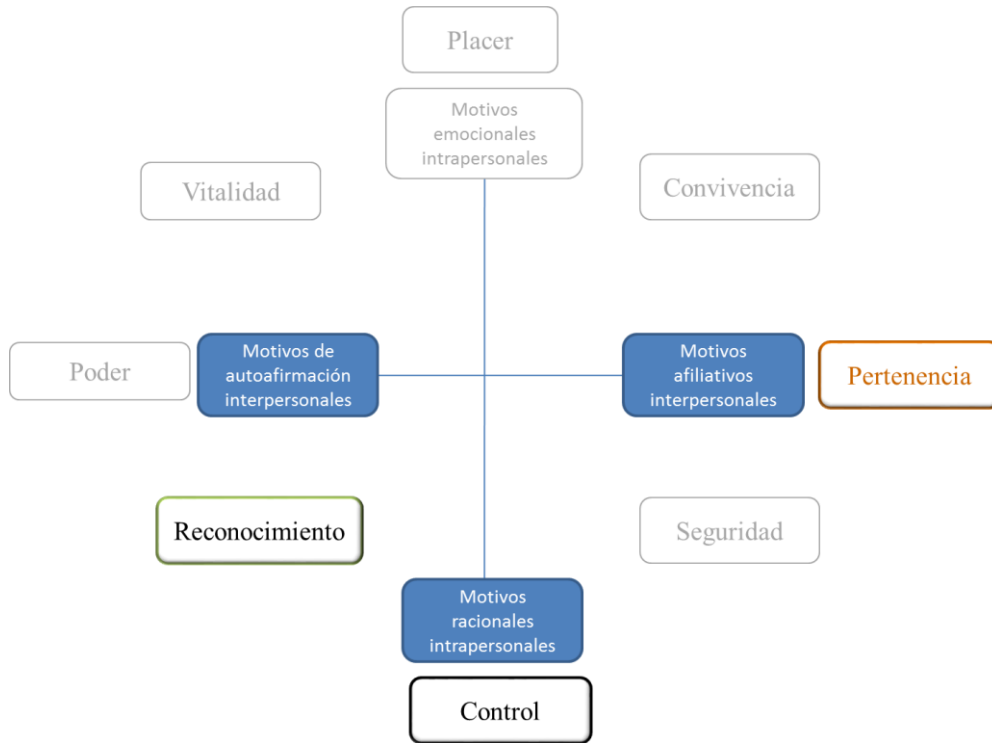 Placer
Motivos
emocionales
intrapersonales
Vitalidad
Convivencia
Poder
Motivos de
autoafirmación
interpersonales
Motivos
afiliativos
interpersonales
Pertenencia
Reconocimiento
Seguridad
Motivos
racionales
intrapersonales
Control